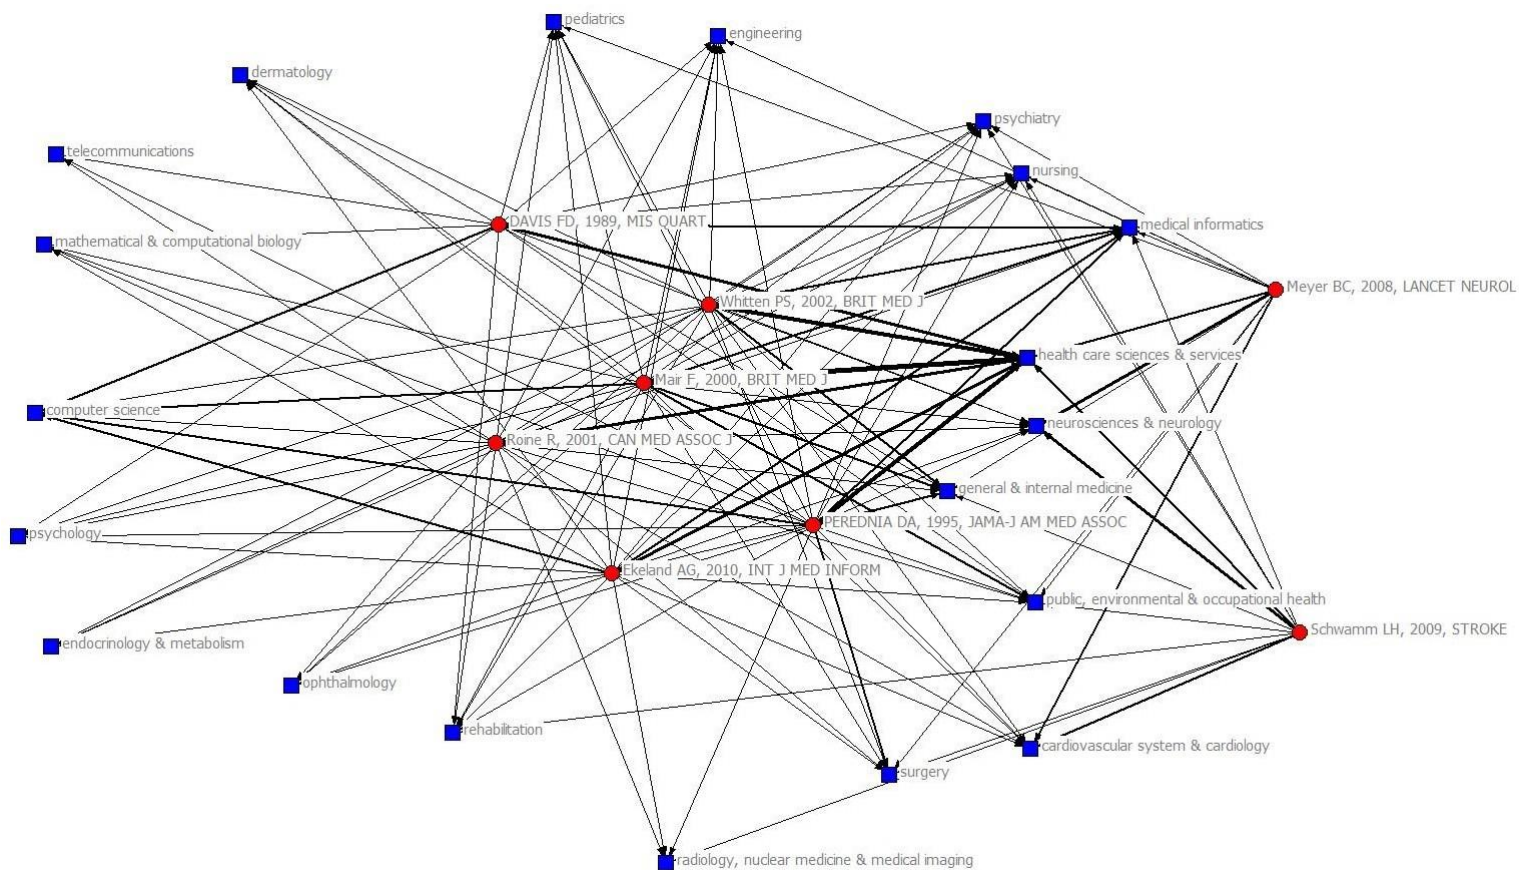 pediatrics
engineering
dermatology
psychiatry
telecommunications
nursing
DAVIS FD, 1989, MIS QUART
medical informatics
mathematical & computational biology
Meyer BC, 2008, LANCET NEUROL
Whitten PS, 2002, BRIT MED J
health care sciences & services
Mair F, 2000, BRIT MED J
computer science
neurosciences & neurology
Roine R, 2001, CAN MED ASSOC J
general & internal medicine
PEREDNIA DA, 1995, JAMA-J AM MED ASSOC
psychology
Ekeland AG, 2010, INT J MED INFORM
public, environmental & occupational health
Schwamm LH, 2009, STROKE
endocrinology & metabolism
ophthalmology
rehabilitation
cardiovascular system & cardiology
surgery
radiology, nuclear medicine & medical imaging